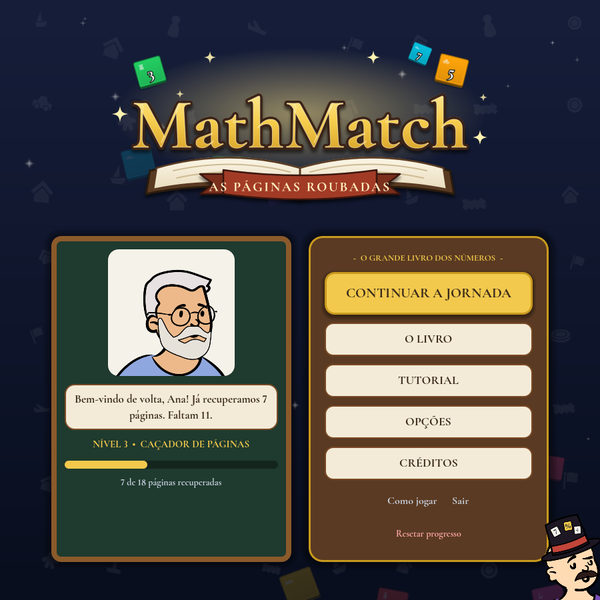 3
7
5
MathMatch
AS PÁGINAS ROUBADAS
Bem-vindo de volta, Ana! Já recuperamos 7
páginas. Faltam 11.
NÍVEL 3 • CAÇADOR DE PÁGINAS
7 de 18 páginas recuperadas
~ O GRANDE LIVRO DOS NÚMEROS ~
CONTINUAR A JORNADA
O LIVRO
TUTORIAL
OPÇÕES
CRÉDITOS
Como jogar Sair
Resetar progresso